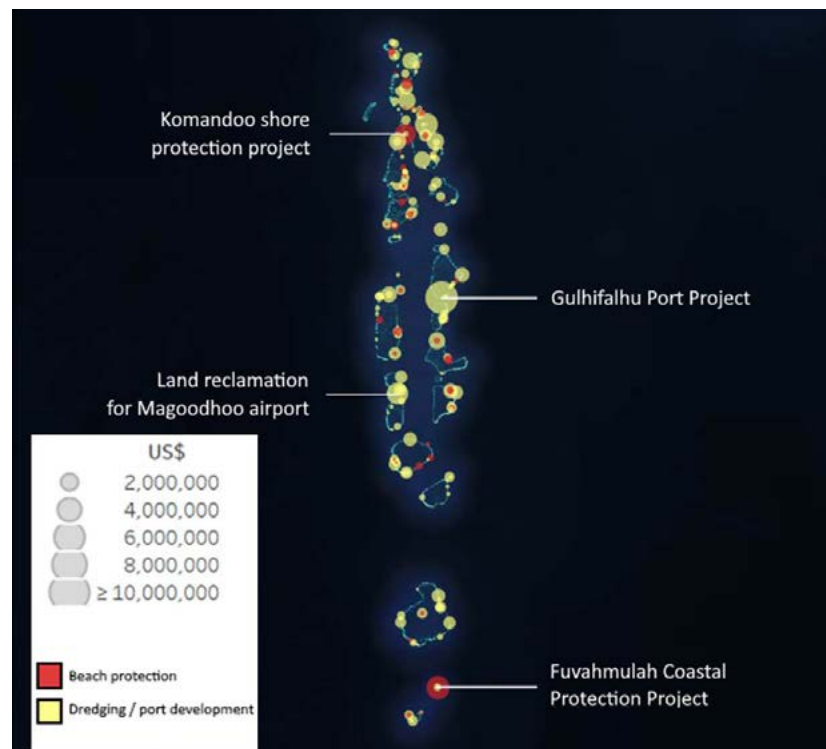 Komandoo shore
protection project
Gulhifalhu Port Project
Land reclamation
for Magoodhoo airport
US$
2,000,000
4,000,000
6,000,000
8,000,000
≥ 10,000,000
Beach protection
Dredging / port development
Fuvahmulah Coastal
Protection Project